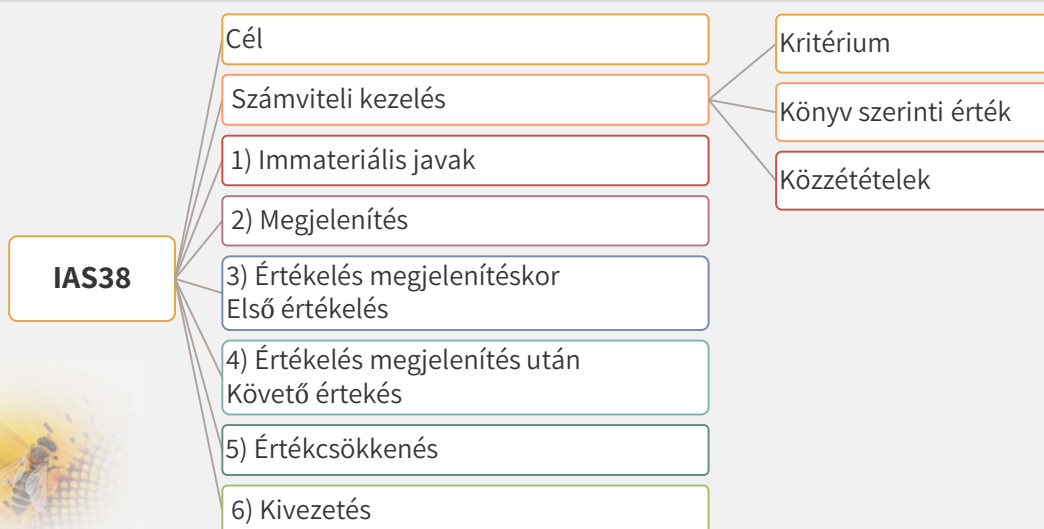 IAS38
Cél
Számviteli kezelés
1) Immateriális javak
2) Megjelenítés
3) Értékelés megjelenítéskor
Első értékelés
4) Értékelés megjelenítés után
Követő értekés
5) Értékcsökkenés
6) Kivezetés
Kritérium
Könyv szerinti érték
Közzétételek